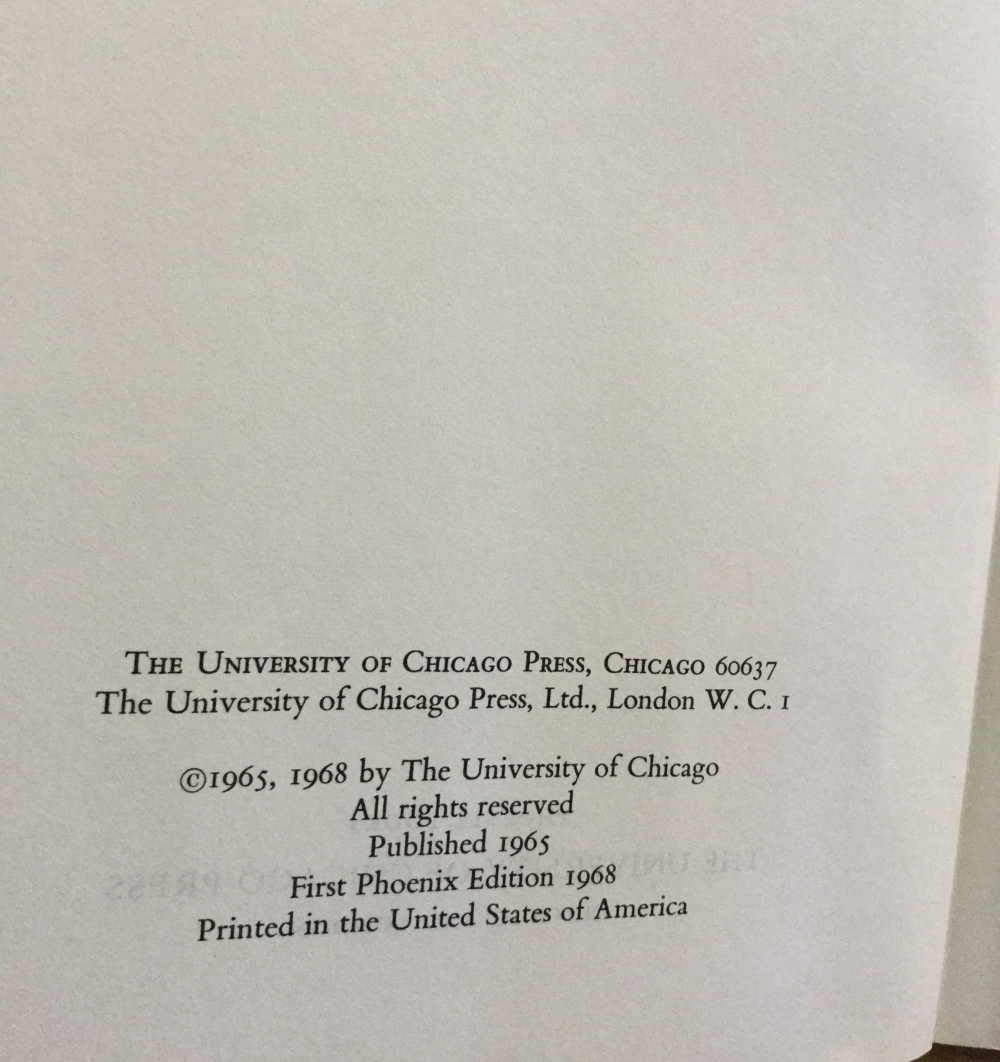 THE UNIVERSITY OF CHICAGO PRESS, CHICAGO 60637
The University of Chicago Press, Ltd., London W. C. 1
©1965, 1968 by The University of Chicago
All rights reserved
Published 1965
First Phoenix Edition 1968
Printed in the United States of America